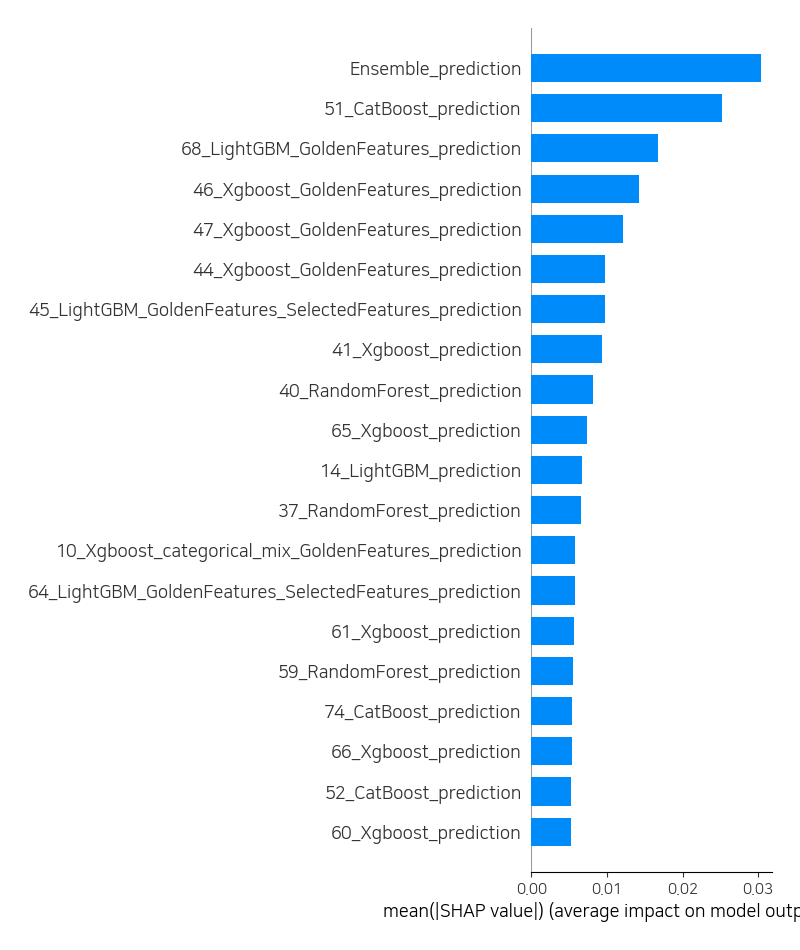 Ensemble_prediction
51_CatBoost_prediction
68_LightGBM_GoldenFeatures_prediction
46_Xgboost_GoldenFeatures_prediction
47_Xgboost_GoldenFeatures_prediction
44_Xgboost_GoldenFeatures_prediction
45_LightGBM_GoldenFeatures_SelectedFeatures_prediction
41_Xgboost_prediction
40_RandomForest_prediction
65_Xgboost_prediction
14_LightGBM_prediction
37_RandomForest_prediction
10_Xgboost_categorical_mix_GoldenFeatures_prediction
64_LightGBM_GoldenFeatures_SelectedFeatures_prediction
61_Xgboost_prediction
59_RandomForest_prediction
74_CatBoost_prediction
66_Xgboost_prediction
52_CatBoost_prediction
60_Xgboost_prediction
0.00 0.01 0.02 0.03
mean(|SHAP value|) (average impact on model outp